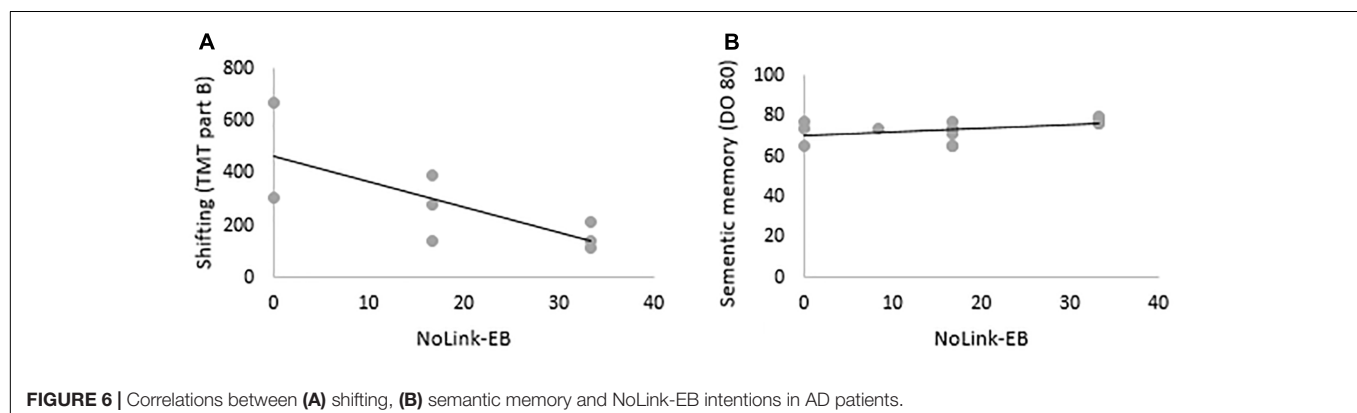 A
B
Shifting (TMT part B)
800
600
400
200
0
0 10 20 30 40
NoLink-EB
Sementic memory (DO 80)
100
80
60
40
20
0
0 10 20 30 40
NoLink-EB
FIGURE 6 | Correlations between (A) shifting, (B) semantic memory and NoLink-EB intentions in AD patients.